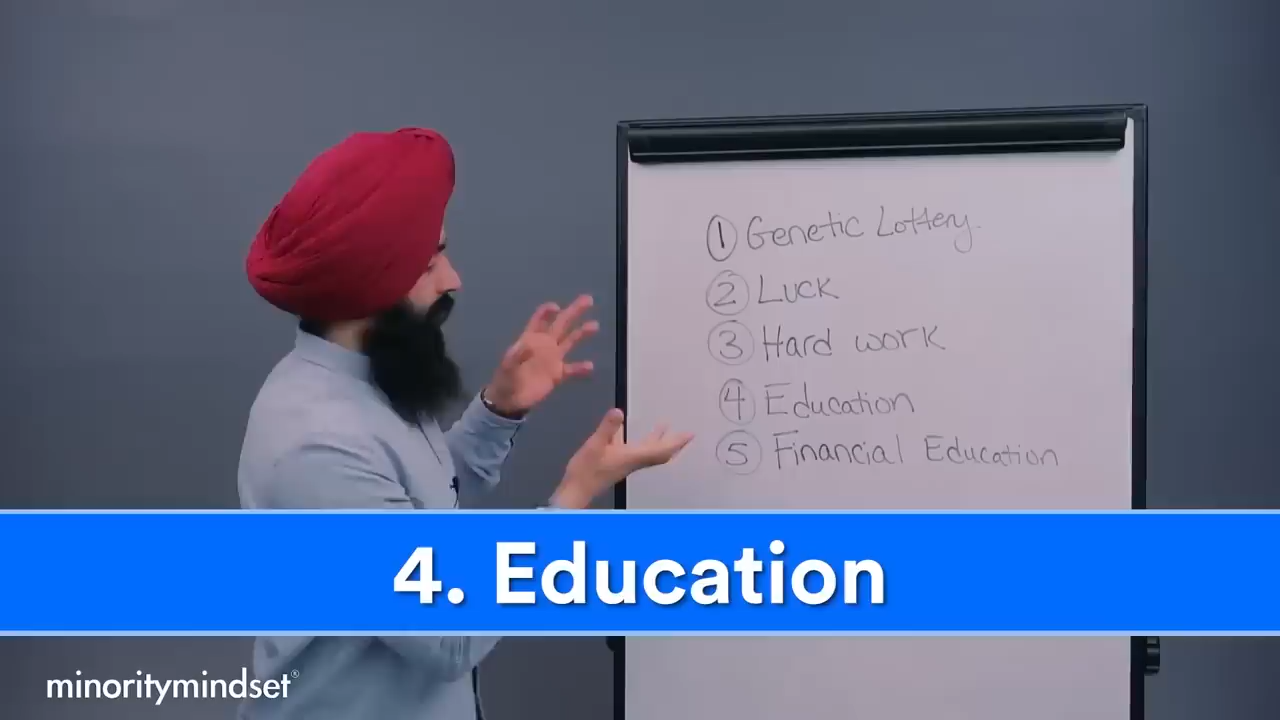 ① Genetic Lottery.
② Luck
③ Hard work
④ Education
⑤ Financial Education
4. Education
minoritymindset®